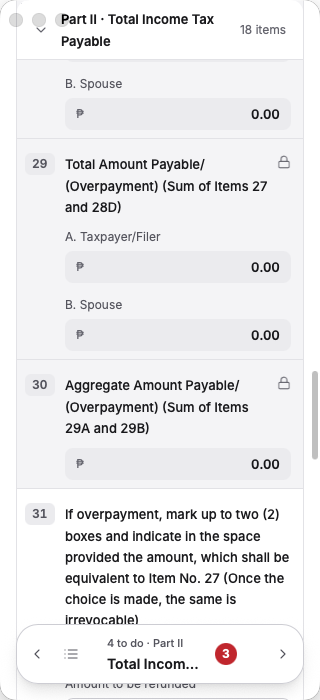 Part II · Total Income Tax
Payable
18 items
B. Spouse
₱ 0.00
29
Total Amount Payable/
(Overpayment) (Sum of Items 27
and 28D)
A. Taxpayer/Filer
₱ 0.00
B. Spouse
₱ 0.00
30
Aggregate Amount Payable/
(Overpayment) (Sum of Items
29A and 29B)
₱ 0.00
31
If overpayment, mark up to two (2)
boxes and indicate in the space
provided the amount, which shall be
equivalent to Item No. 27 (Once the
choice is made, the same is
irrevocable)
4 to do · Part II
Total Incom...
3
Amount to be refunded